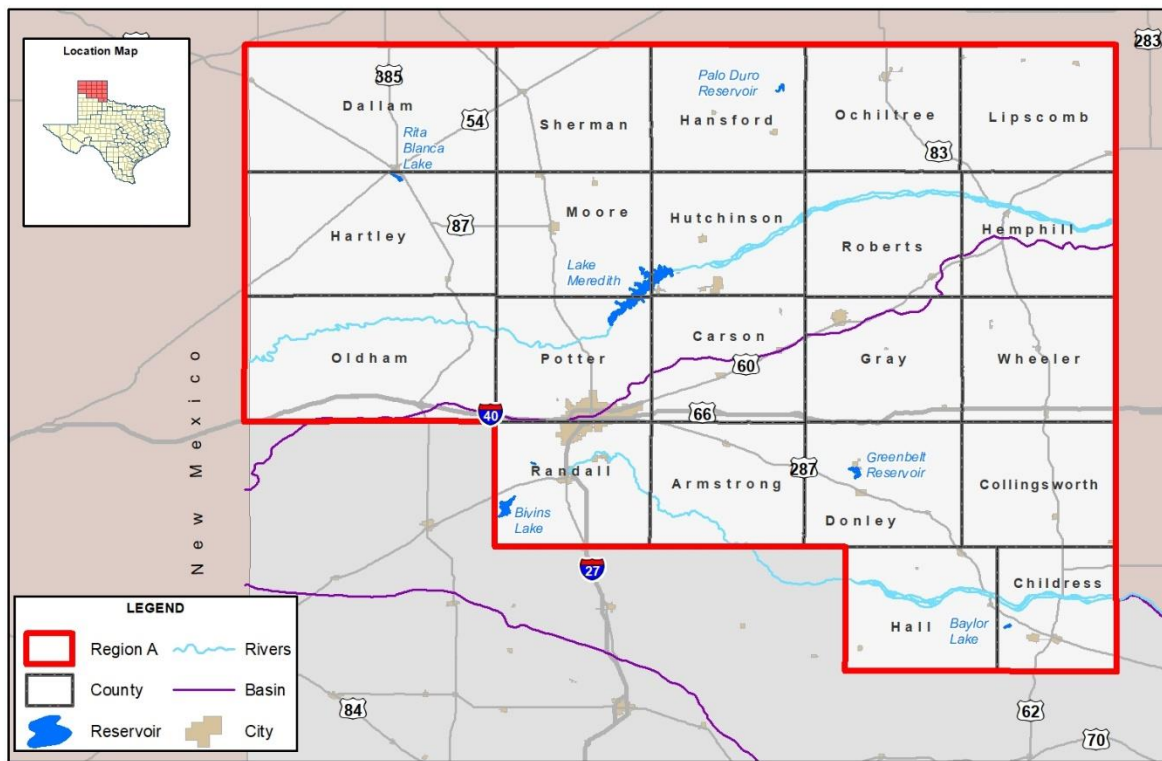 Location Map
283
385
Dallam
54
Rita
Blanca
Lake
Sherman
Palo Duro
Reservoir
Hansford
Ochiltree
83
Lipscomb
Hartley
87
Moore
Hutchinson
Lake
Meredith
Roberts
Hemphill
Oldham
Potter
Carson
60
Gray
Wheeler
40
66
Randall
Bivins
Lake
Armstrong
287
Greenbelt
Reservoir
Donley
Collingsworth
27
Hall
Childress
Baylor
Lake
New Mexico
84
62
70
LEGEND
Region A
Rivers
County
Basin
Reservoir
City